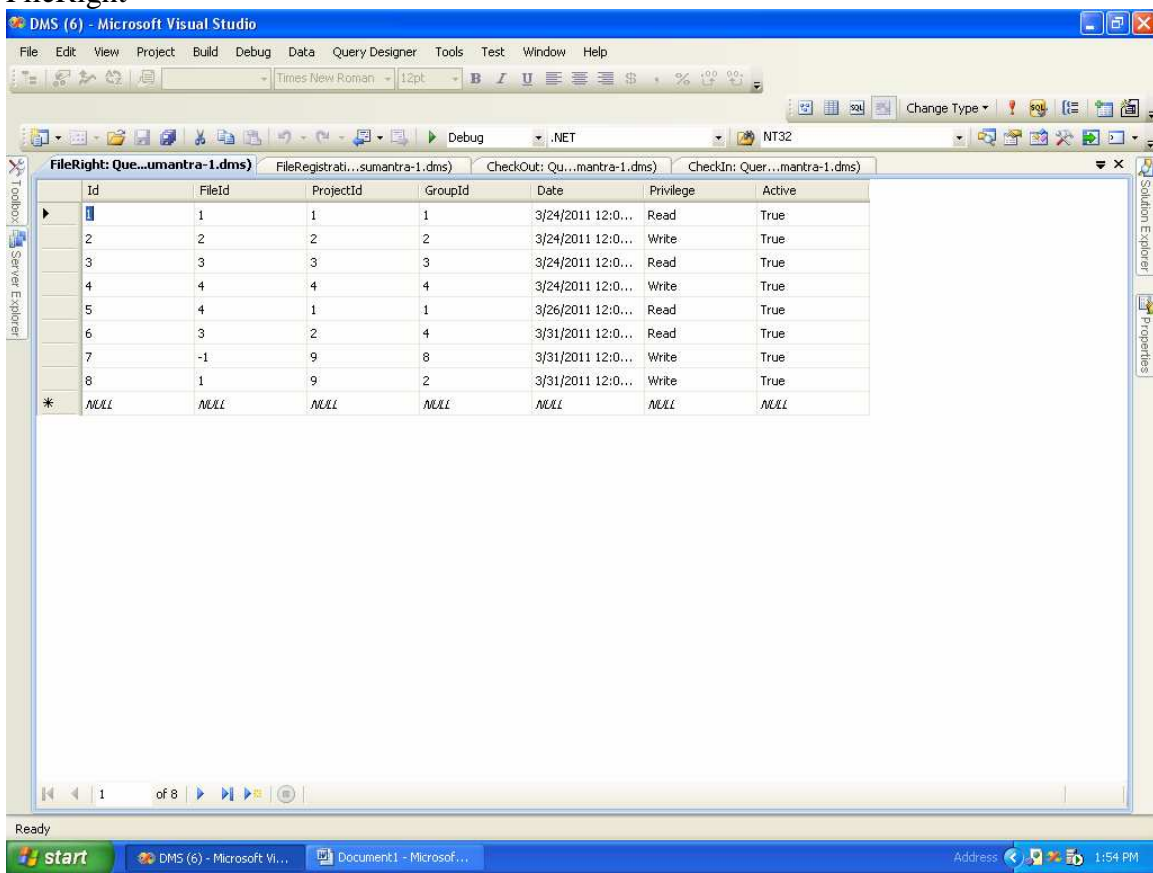 DMS (6) - Microsoft Visual Studio
File Edit View Project Build Debug Data Query Designer Tools Test Window Help
Times New Roman 12pt B I U $ , %
SQL Change Type
Debug .NET NT32
FileRight: Que...umantra-1.dms) FileRegistrati...sumantra-1.dms) CheckOut: Qu...mantra-1.dms) CheckIn: Quer...mantra-1.dms)
Toolbox
Server Explorer
Solution Explorer
Properties
Id FileId ProjectId GroupId Date Privilege Active
1 1 1 1 3/24/2011 12:0... Read True
2 2 2 2 3/24/2011 12:0... Write True
3 3 3 3 3/24/2011 12:0... Read True
4 4 4 4 3/24/2011 12:0... Write True
5 4 1 1 3/26/2011 12:0... Read True
6 3 2 4 3/31/2011 12:0... Read True
7 -1 9 8 3/31/2011 12:0... Write True
8 1 9 2 3/31/2011 12:0... Write True
NULL NULL NULL NULL NULL NULL NULL
1 of 8
Ready
start DMS (6) - Microsoft Vi... Document1 - Microsof... Address 1:54 PM